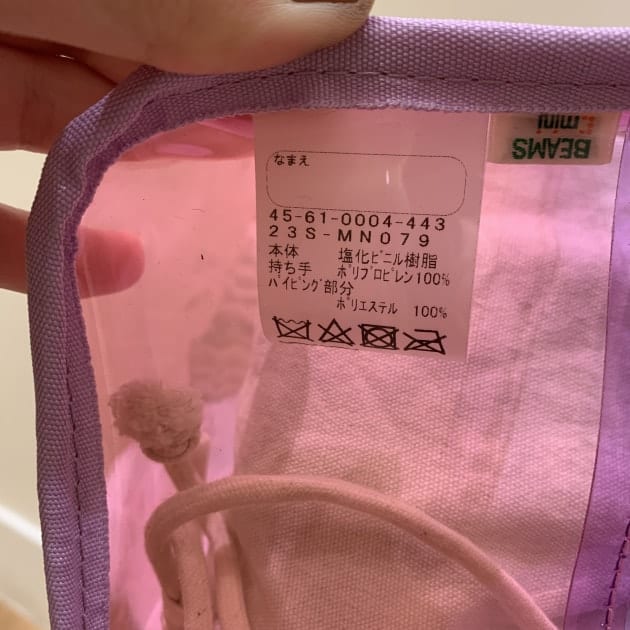 なまえ
45-61-0004-443
23S-MN079
本体 塩化ビニル樹脂
持ち手 ポリプロピレン100%
パイピング部分
ポリエステル 100%
BEAMS
mini